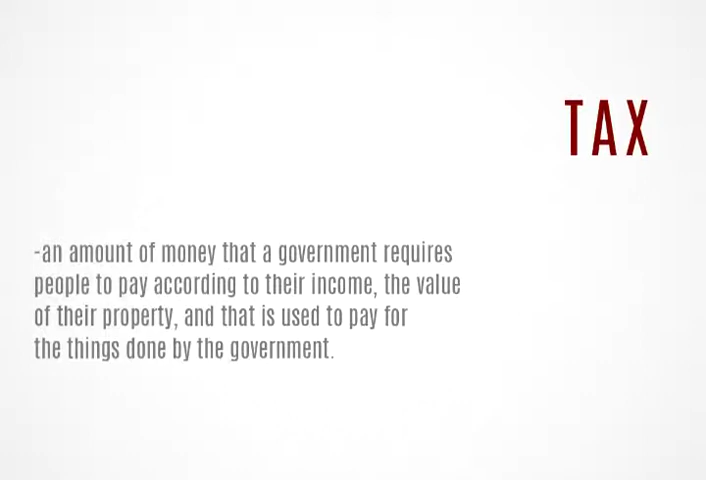 TAX
-an amount of money that a government requires
people to pay according to their income, the value
of their property, and that is used to pay for
the things done by the government.